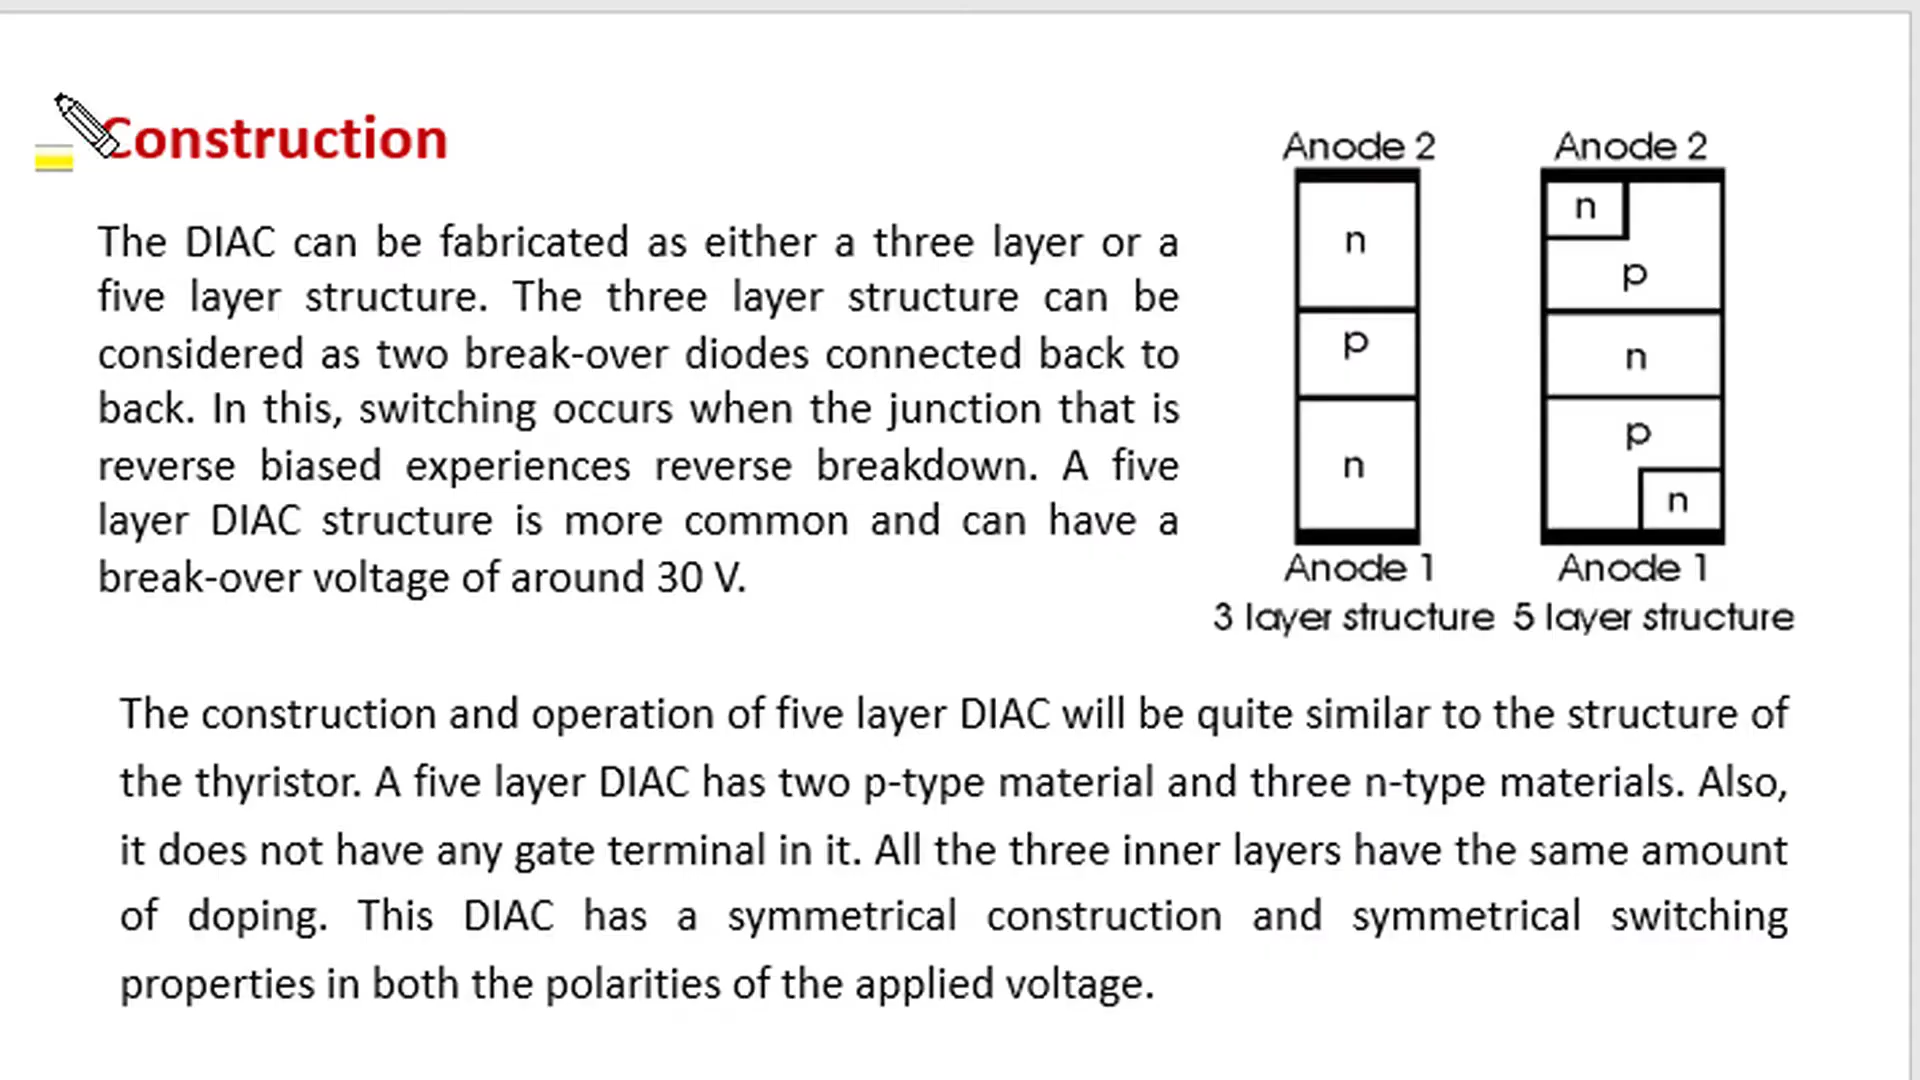 Construction
The DIAC can be fabricated as either a three layer or a
five layer structure. The three layer structure can be
considered as two break-over diodes connected back to
back. In this, switching occurs when the junction that is
reverse biased experiences reverse breakdown. A five
layer DIAC structure is more common and can have a
break-over voltage of around 30 V.
Anode 2
n
p
n
Anode 1
3 layer structure
Anode 2
n
p
n
p
n
Anode 1
5 layer structure
The construction and operation of five layer DIAC will be quite similar to the structure of
the thyristor. A five layer DIAC has two p-type material and three n-type materials. Also,
it does not have any gate terminal in it. All the three inner layers have the same amount
of doping. This DIAC has a symmetrical construction and symmetrical switching
properties in both the polarities of the applied voltage.